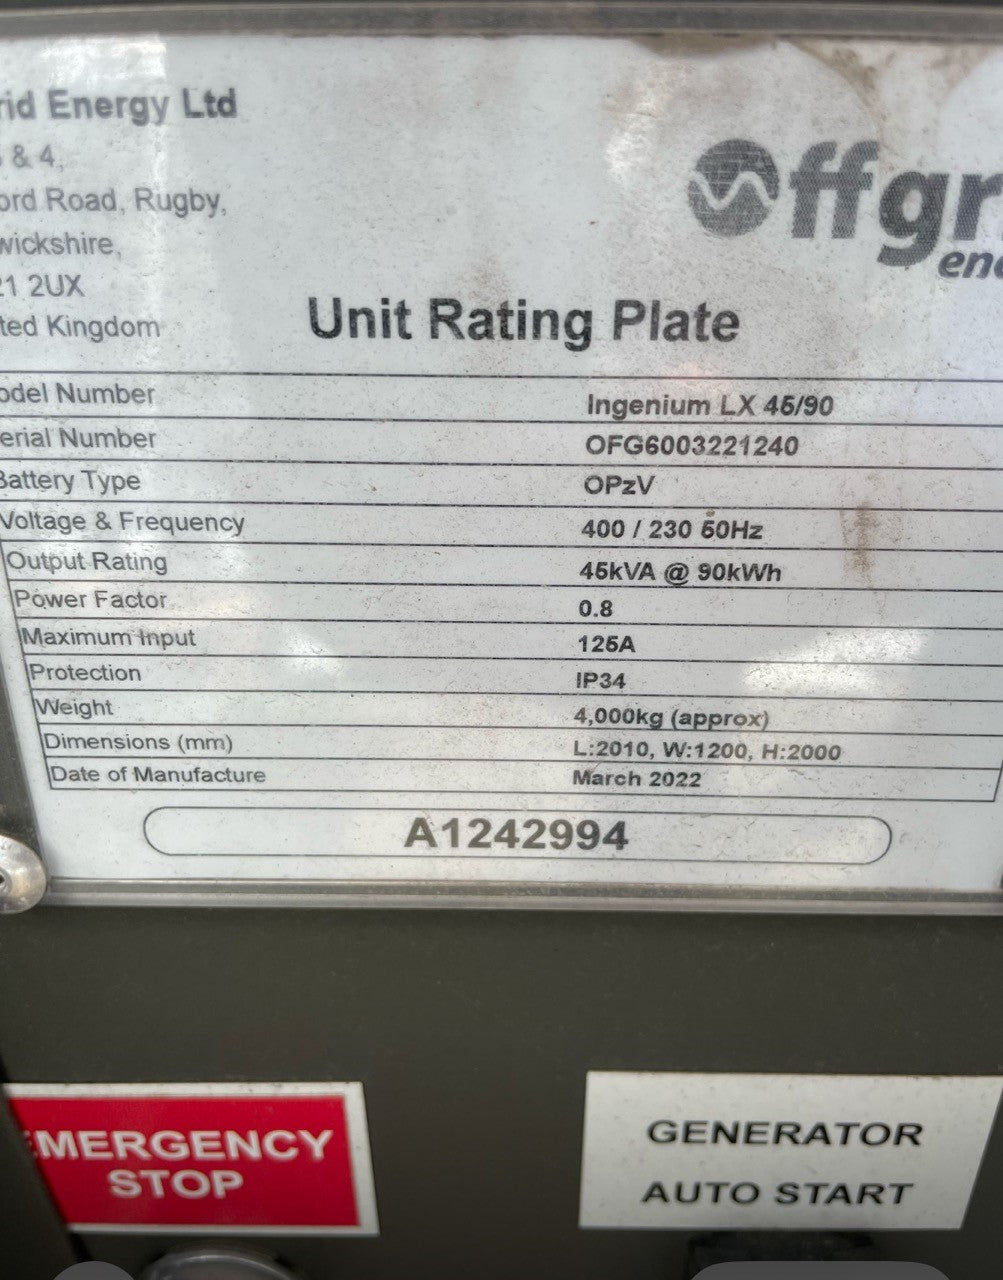 rid Energy Ltd
& 4,
ord Road, Rugby,
wickshire,
21 2UX
ted Kingdom
Offgri
ene
Unit Rating Plate
odel Number Ingenium LX 45/90
erial Number OFG6003221240
Battery Type OPzV
Voltage & Frequency 400 / 230 50Hz
Output Rating 45kVA @ 90kWh
Power Factor 0.8
Maximum Input 125A
Protection IP34
Weight 4,000kg (approx)
Dimensions (mm) L:2010, W:1200, H:2000
Date of Manufacture March 2022
A1242994
EMERGENCY
STOP
GENERATOR
AUTO START